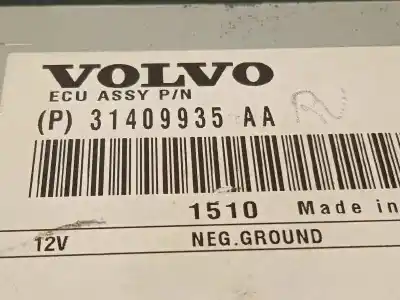 VOLVO
ECU ASSY P/N
(P) 31409935 AA
1510 Made in
12V NEG.GROUND